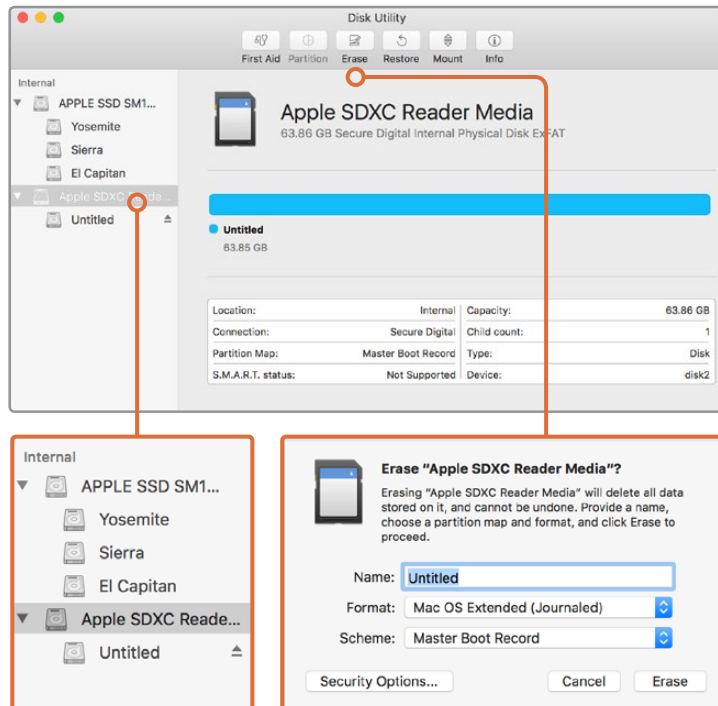 Disk Utility
First Aid Partition Erase Restore Mount Info
Internal
APPLE SSD SM1...
Yosemite
Sierra
El Capitan
Apple SDXC Reade...
Untitled
Apple SDXC Reader Media
63.86 GB Secure Digital Internal Physical Disk ExFAT
Untitled
63.85 GB
Location: Internal Capacity: 63.86 GB
Connection: Secure Digital Child count: 1
Partition Map: Master Boot Record Type: Disk
S.M.A.R.T. status: Not Supported Device: disk2
Internal
APPLE SSD SM1...
Yosemite
Sierra
El Capitan
Apple SDXC Reade...
Untitled
Erase “Apple SDXC Reader Media”?
Erasing “Apple SDXC Reader Media” will delete all data
stored on it, and cannot be undone. Provide a name,
choose a partition map and format, and click Erase to
proceed.
Name: Untitled
Format: Mac OS Extended (Journaled)
Scheme: Master Boot Record
Security Options... Cancel Erase